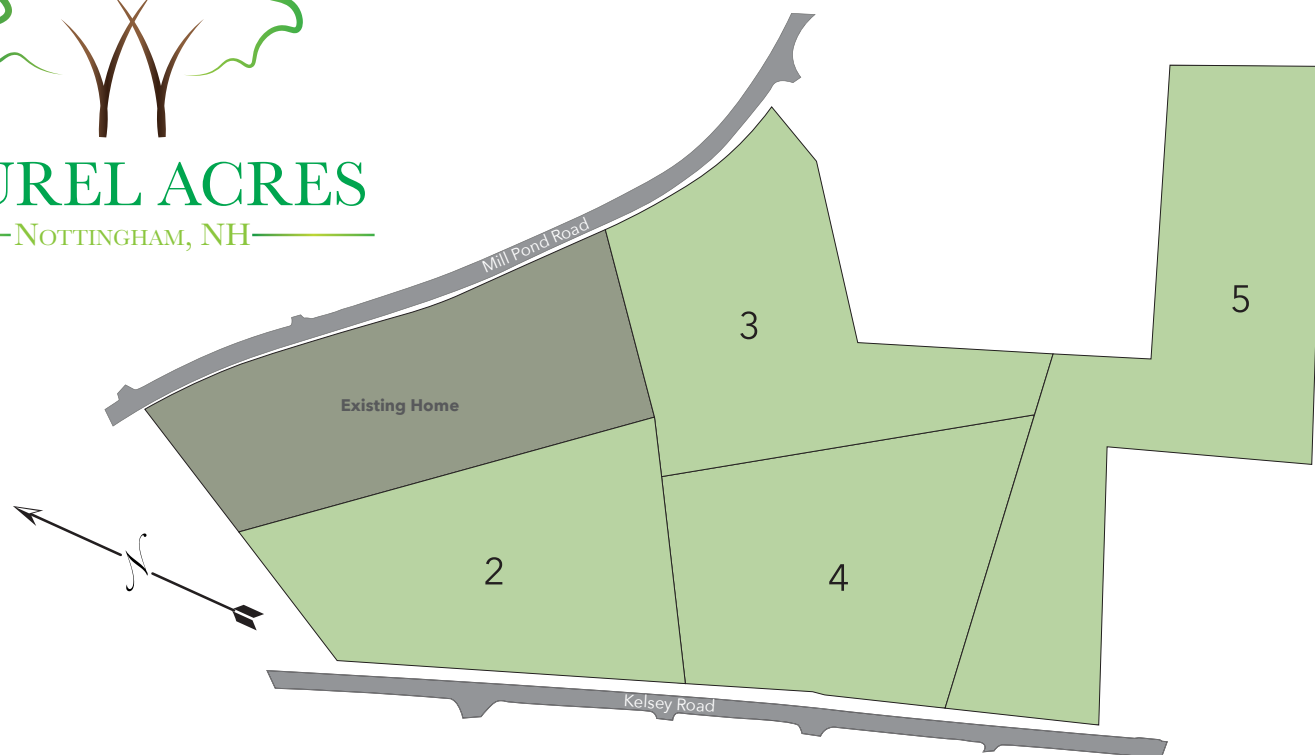 UREL ACRES
NOTTINGHAM, NH
Mill Pond Road
3
5
Existing Home
2
4
N
Kelsey Road